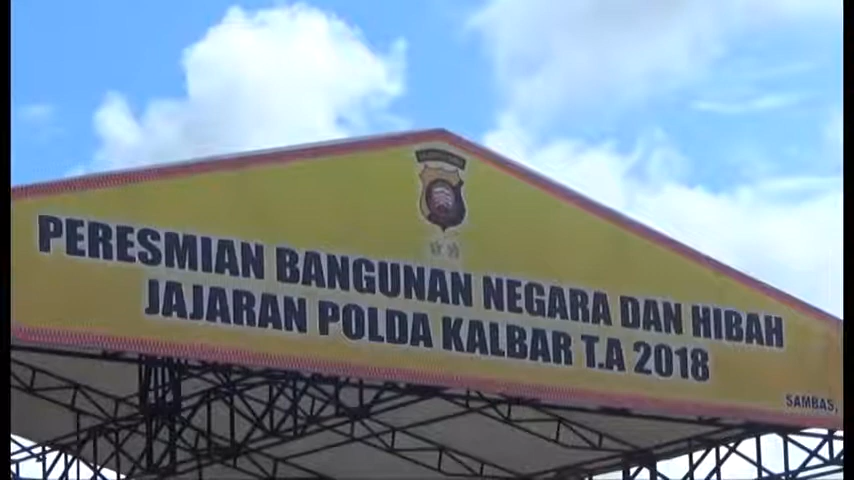 PERESMIAN BANGUNAN NEGARA DAN HIBAH
JAJARAN POLDA KALBAR T.A 2018
SAMBAS,